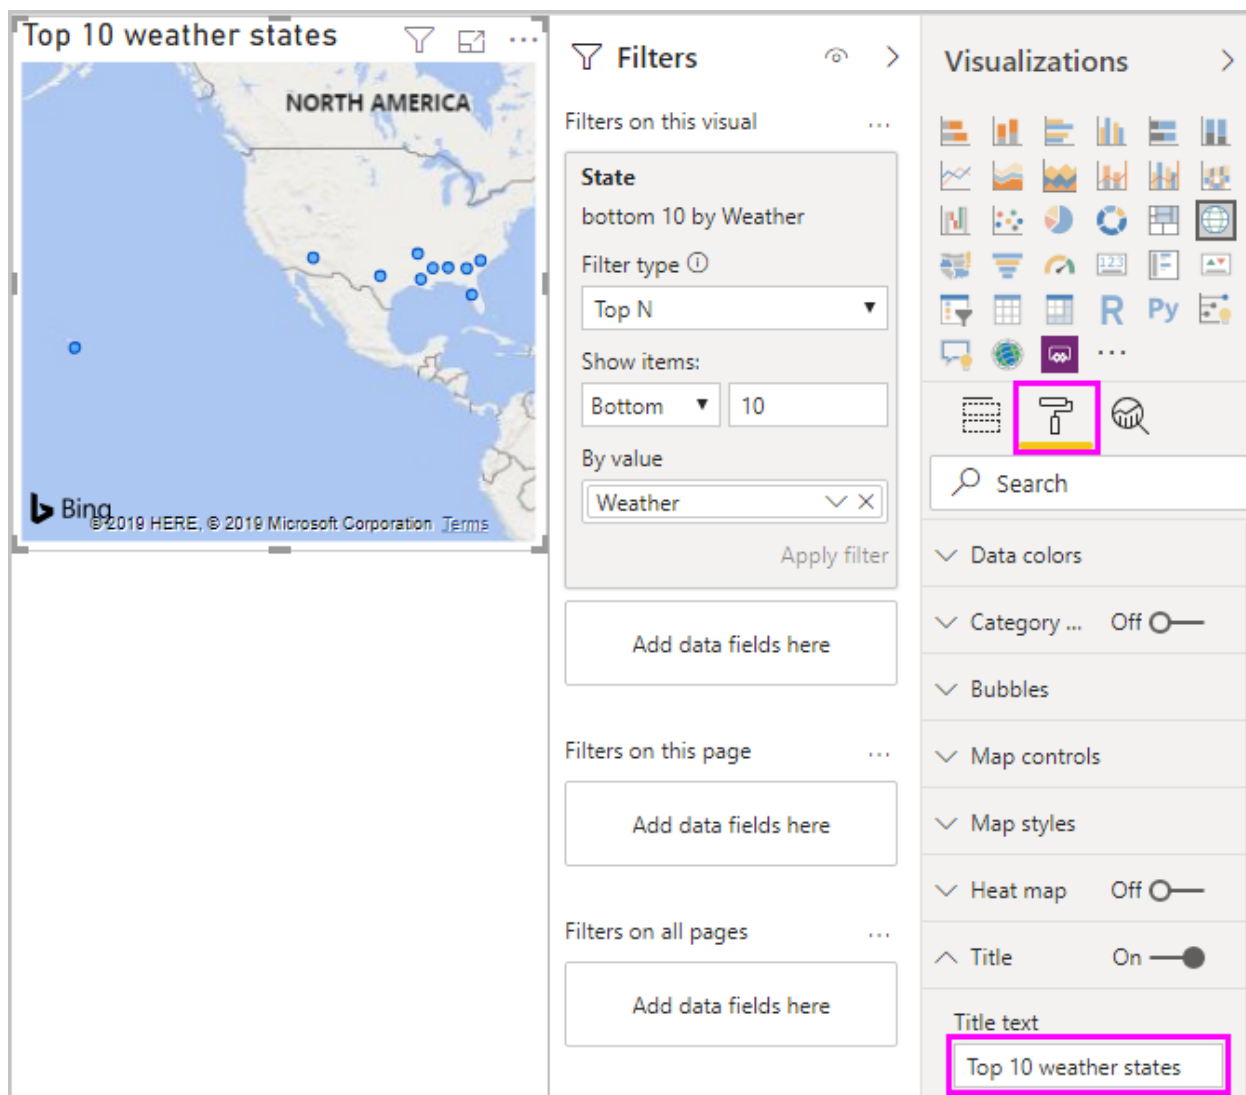 Top 10 weather states
NORTH AMERICA
Bing
© 2019 HERE, © 2019 Microsoft Corporation Terms
Filters
Filters on this visual
State
bottom 10 by Weather
Filter type
Top N
Show items:
Bottom 10
By value
Weather
Apply filter
Add data fields here
Filters on this page
Add data fields here
Filters on all pages
Add data fields here
Visualizations
123
R Py
Search
Data colors
Category ... Off
Bubbles
Map controls
Map styles
Heat map Off
Title On
Title text
Top 10 weather states